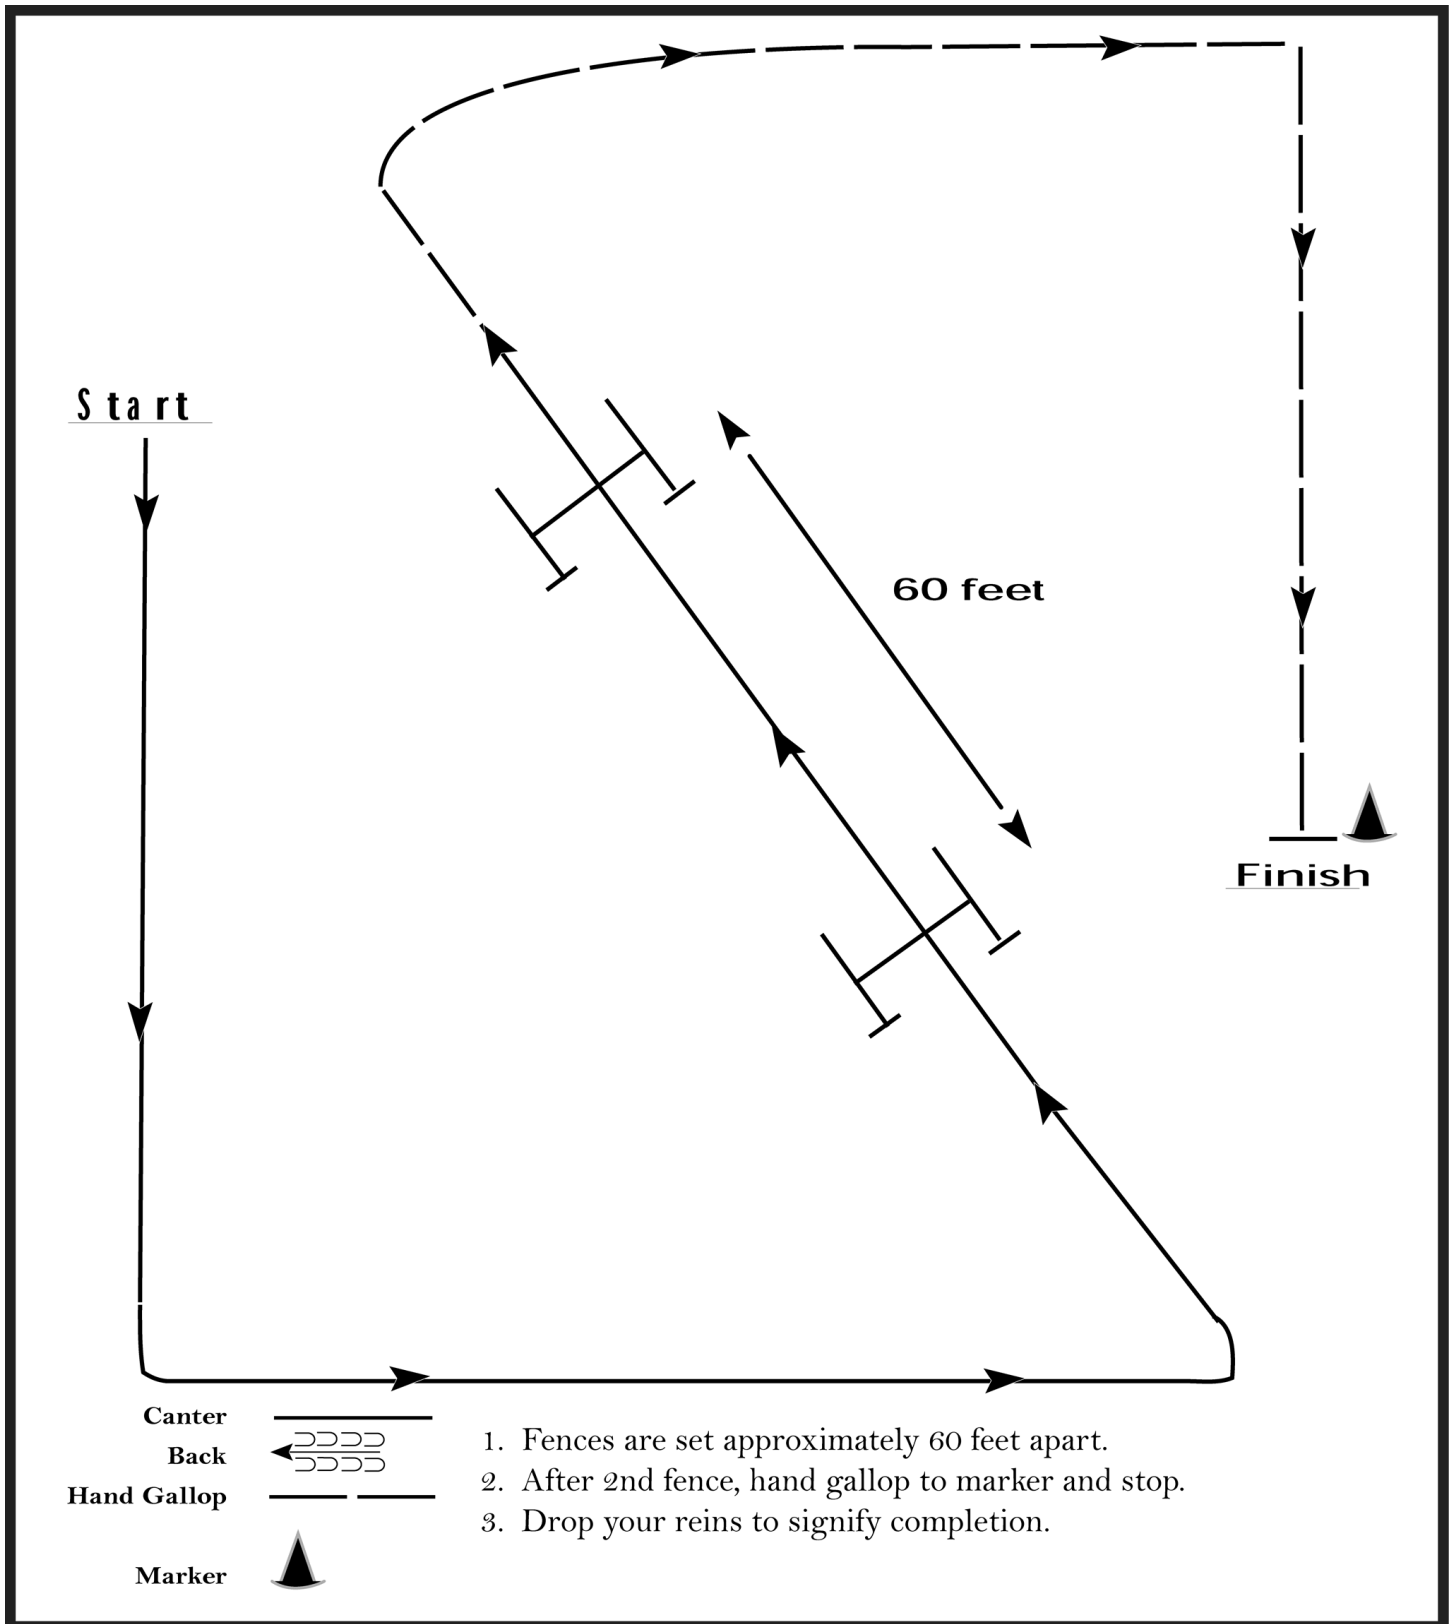 Start
60 feet
Finish
Canter
Back
Hand Gallop
Marker
1. Fences are set approximately 60 feet apart.
2. After 2nd fence, hand gallop to marker and stop.
3. Drop your reins to signify completion.